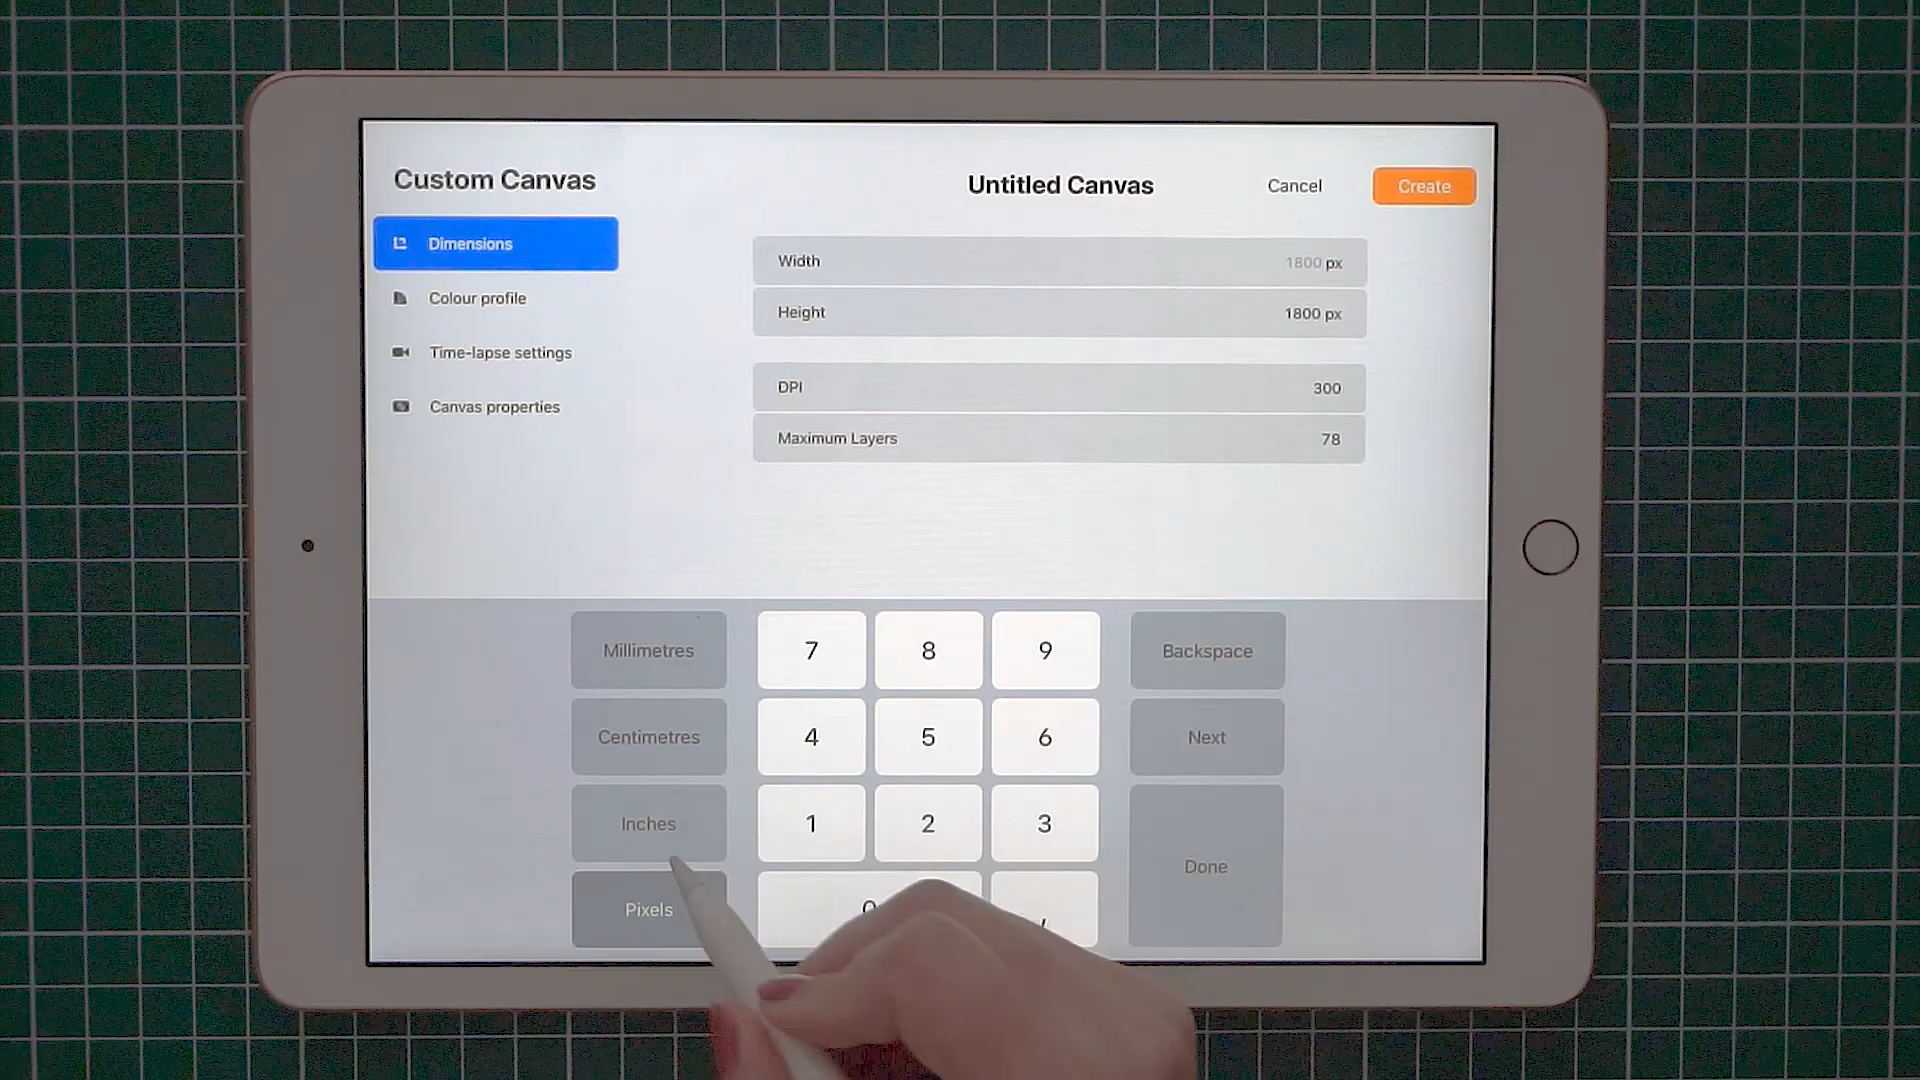 Custom Canvas
Untitled Canvas
Cancel
Create
Dimensions
Colour profile
Time-lapse settings
Canvas properties
Width 1800 px
Height 1800 px
DPI 300
Maximum Layers 78
Millimetres 7 8 9 Backspace
Centimetres 4 5 6 Next
Inches 1 2 3 Done
Pixels 0